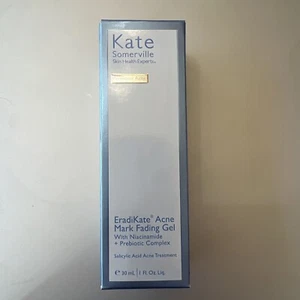 Kate
Somerville
Skin Health Experts™
EradiKate® Acne
Mark Fading Gel
With Niacinamide
+ Prebiotic Complex
Salicylic Acid Acne Treatment
℮ 30 mL | 1 Fl. Oz. Liq.